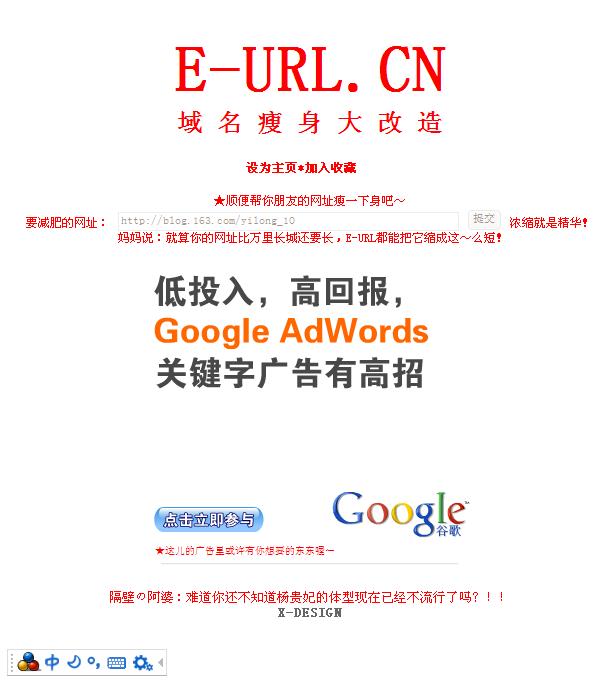 E-URL.CN
域名瘦身大改造
设为主页*加入收藏
★顺便帮你朋友的网址瘦一下身吧～
要减肥的网址： http://blog.163.com/yilong_10 提交 浓缩就是精华！
妈妈说：就算你的网址比万里长城还要长，E-URL都能把它缩成这～么短！
低投入，高回报，
Google AdWords
关键字广告有高招
点击立即参与
Google™
谷歌
★这儿的广告里或许有你想要的东东喔～
隔壁の阿婆：难道你还不知道杨贵妃的体型现在已经不流行了吗？！！
X-DESIGN
中